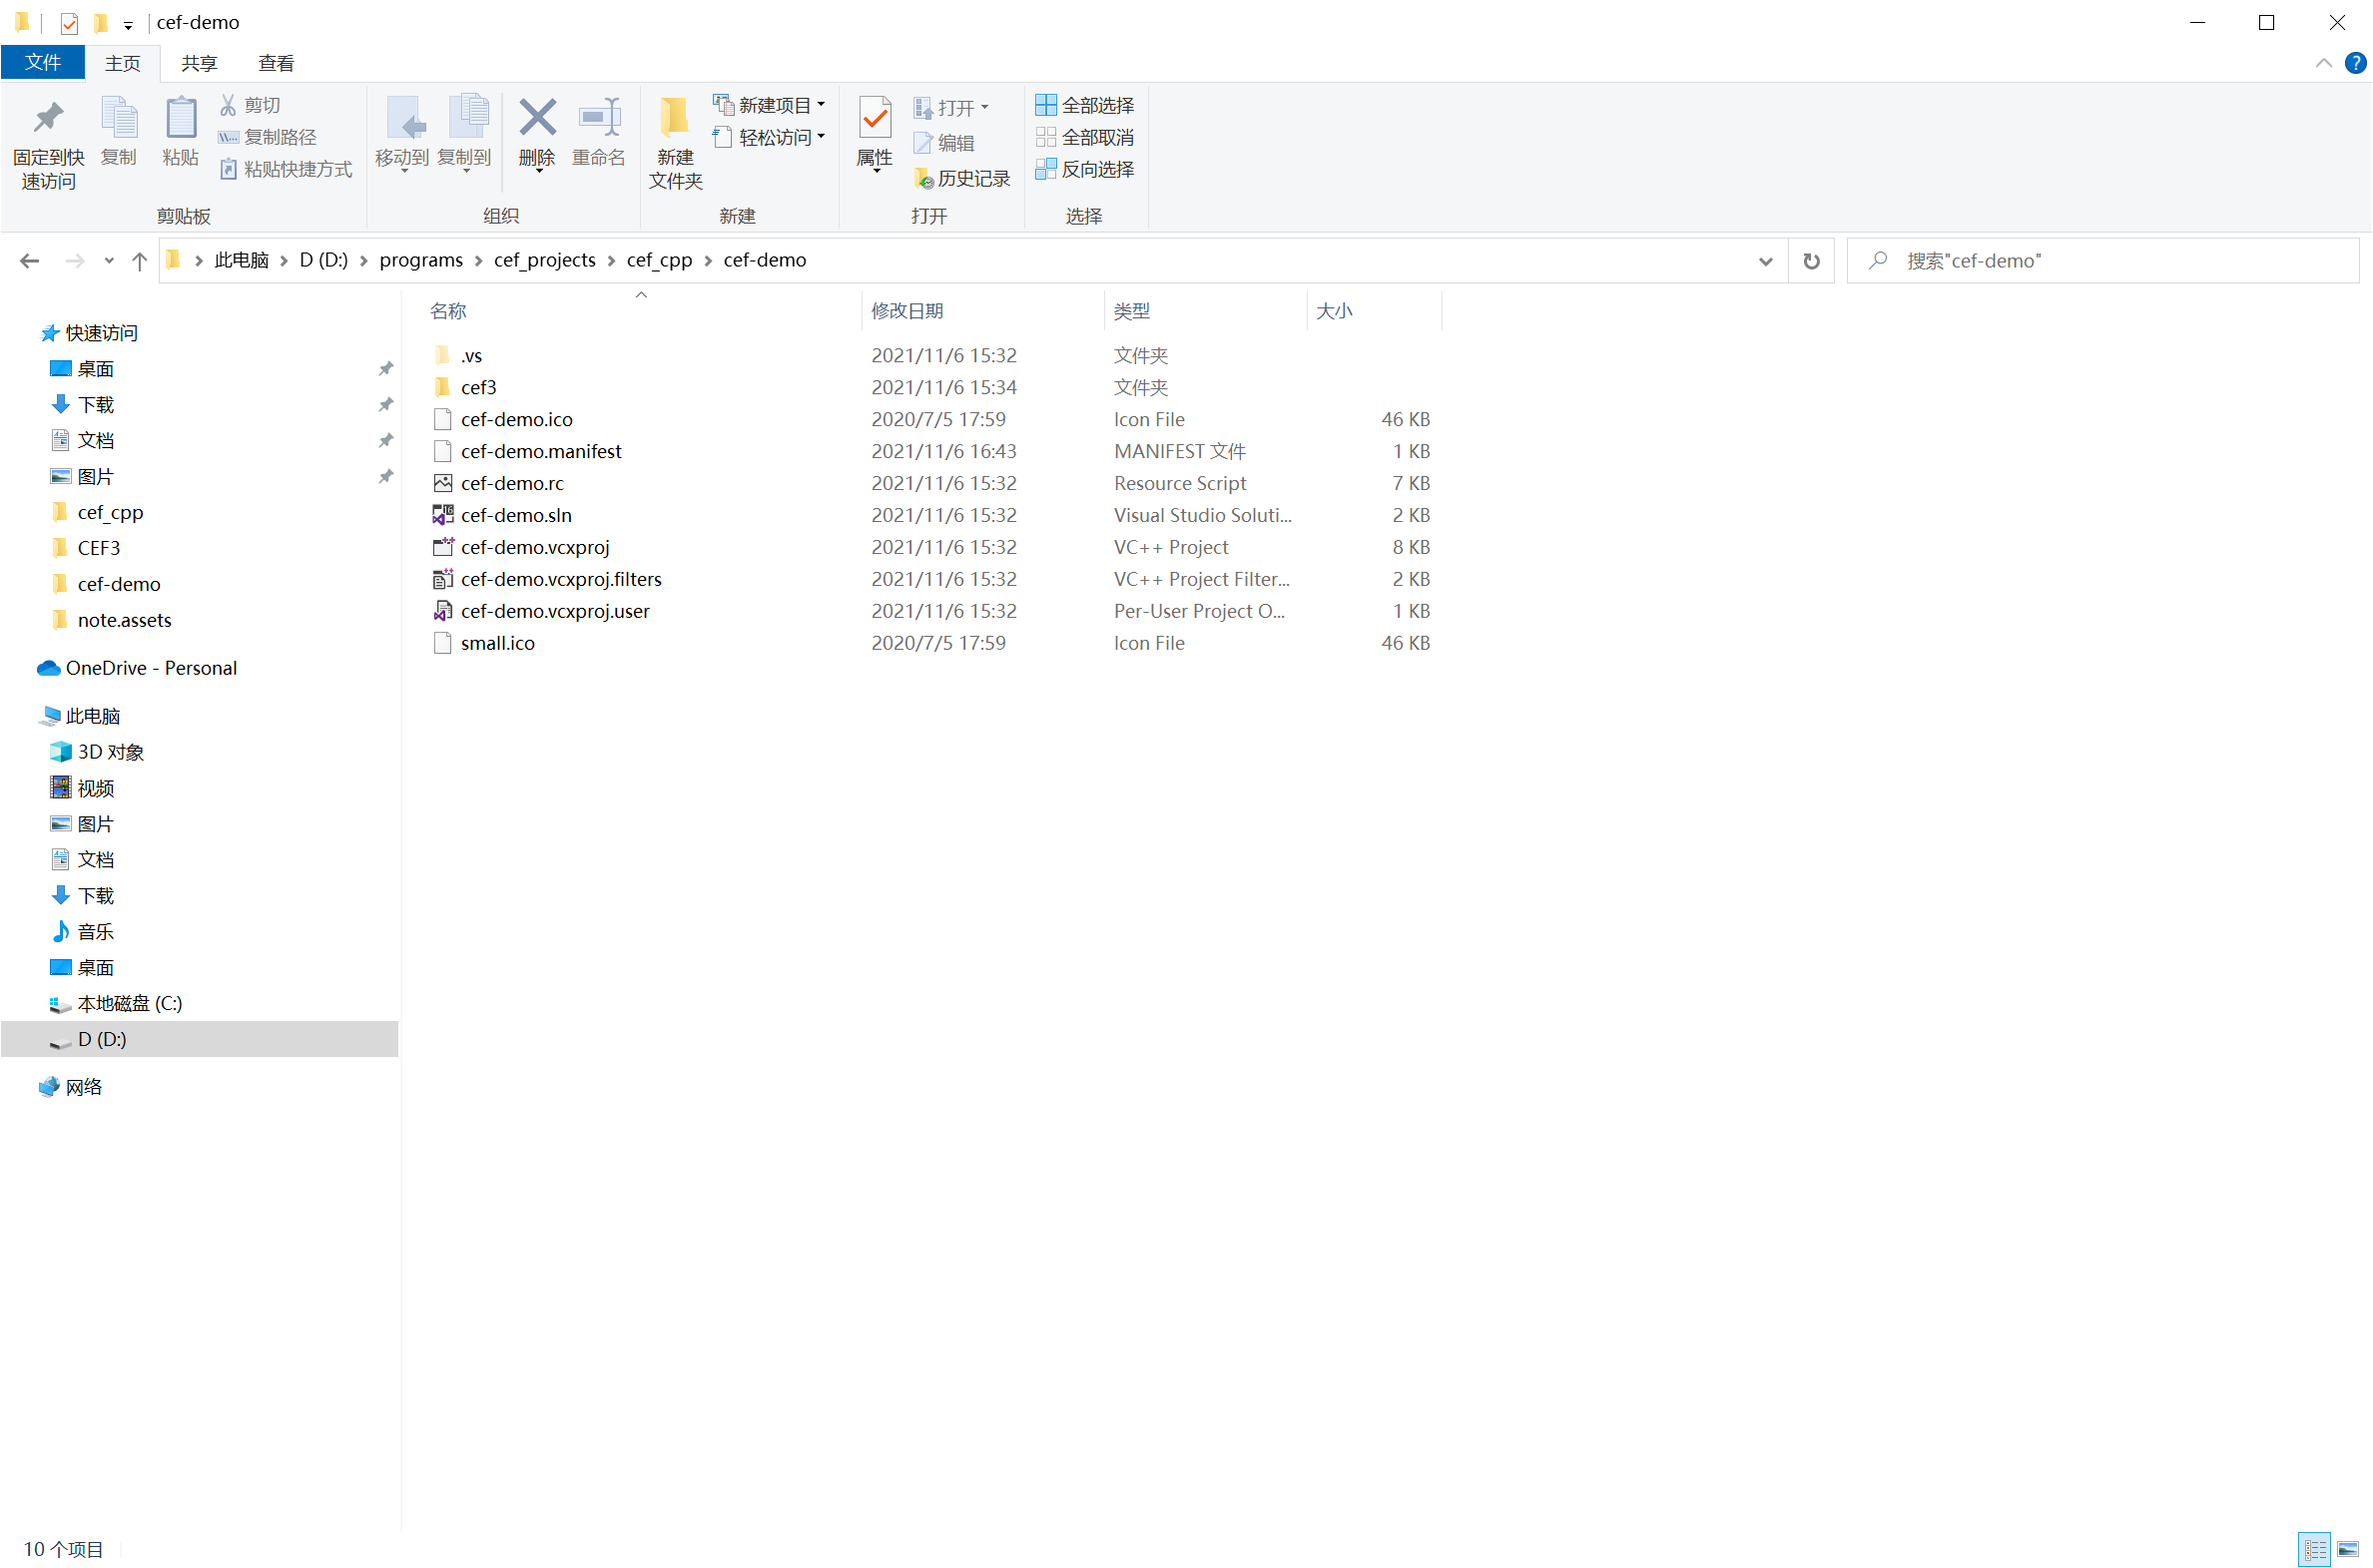 cef-demo
文件 主页 共享 查看
固定到快速访问
复制
粘贴
剪切
复制路径
粘贴快捷方式
剪贴板
移动到
复制到
删除
重命名
组织
新建
文件夹
新建项目
轻松访问
新建
属性
打开
编辑
历史记录
打开
全部选择
全部取消
反向选择
选择
此电脑 > D (D:) > programs > cef_projects > cef_cpp > cef-demo
搜索"cef-demo"
快速访问
桌面
下载
文档
图片
cef_cpp
CEF3
cef-demo
note.assets
OneDrive - Personal
此电脑
3D 对象
视频
图片
文档
下载
音乐
桌面
本地磁盘 (C:)
D (D:)
网络
名称 修改日期 类型 大小
.vs 2021/11/6 15:32 文件夹
cef3 2021/11/6 15:34 文件夹
cef-demo.ico 2020/7/5 17:59 Icon File 46 KB
cef-demo.manifest 2021/11/6 16:43 MANIFEST 文件 1 KB
cef-demo.rc 2021/11/6 15:32 Resource Script 7 KB
cef-demo.sln 2021/11/6 15:32 Visual Studio Soluti... 2 KB
cef-demo.vcxproj 2021/11/6 15:32 VC++ Project 8 KB
cef-demo.vcxproj.filters 2021/11/6 15:32 VC++ Project Filter... 2 KB
cef-demo.vcxproj.user 2021/11/6 15:32 Per-User Project O... 1 KB
small.ico 2020/7/5 17:59 Icon File 46 KB
10 个项目